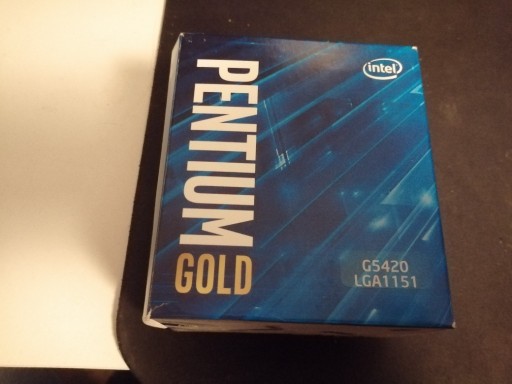 intel
PENTIUM
GOLD
G5420
LGA1151